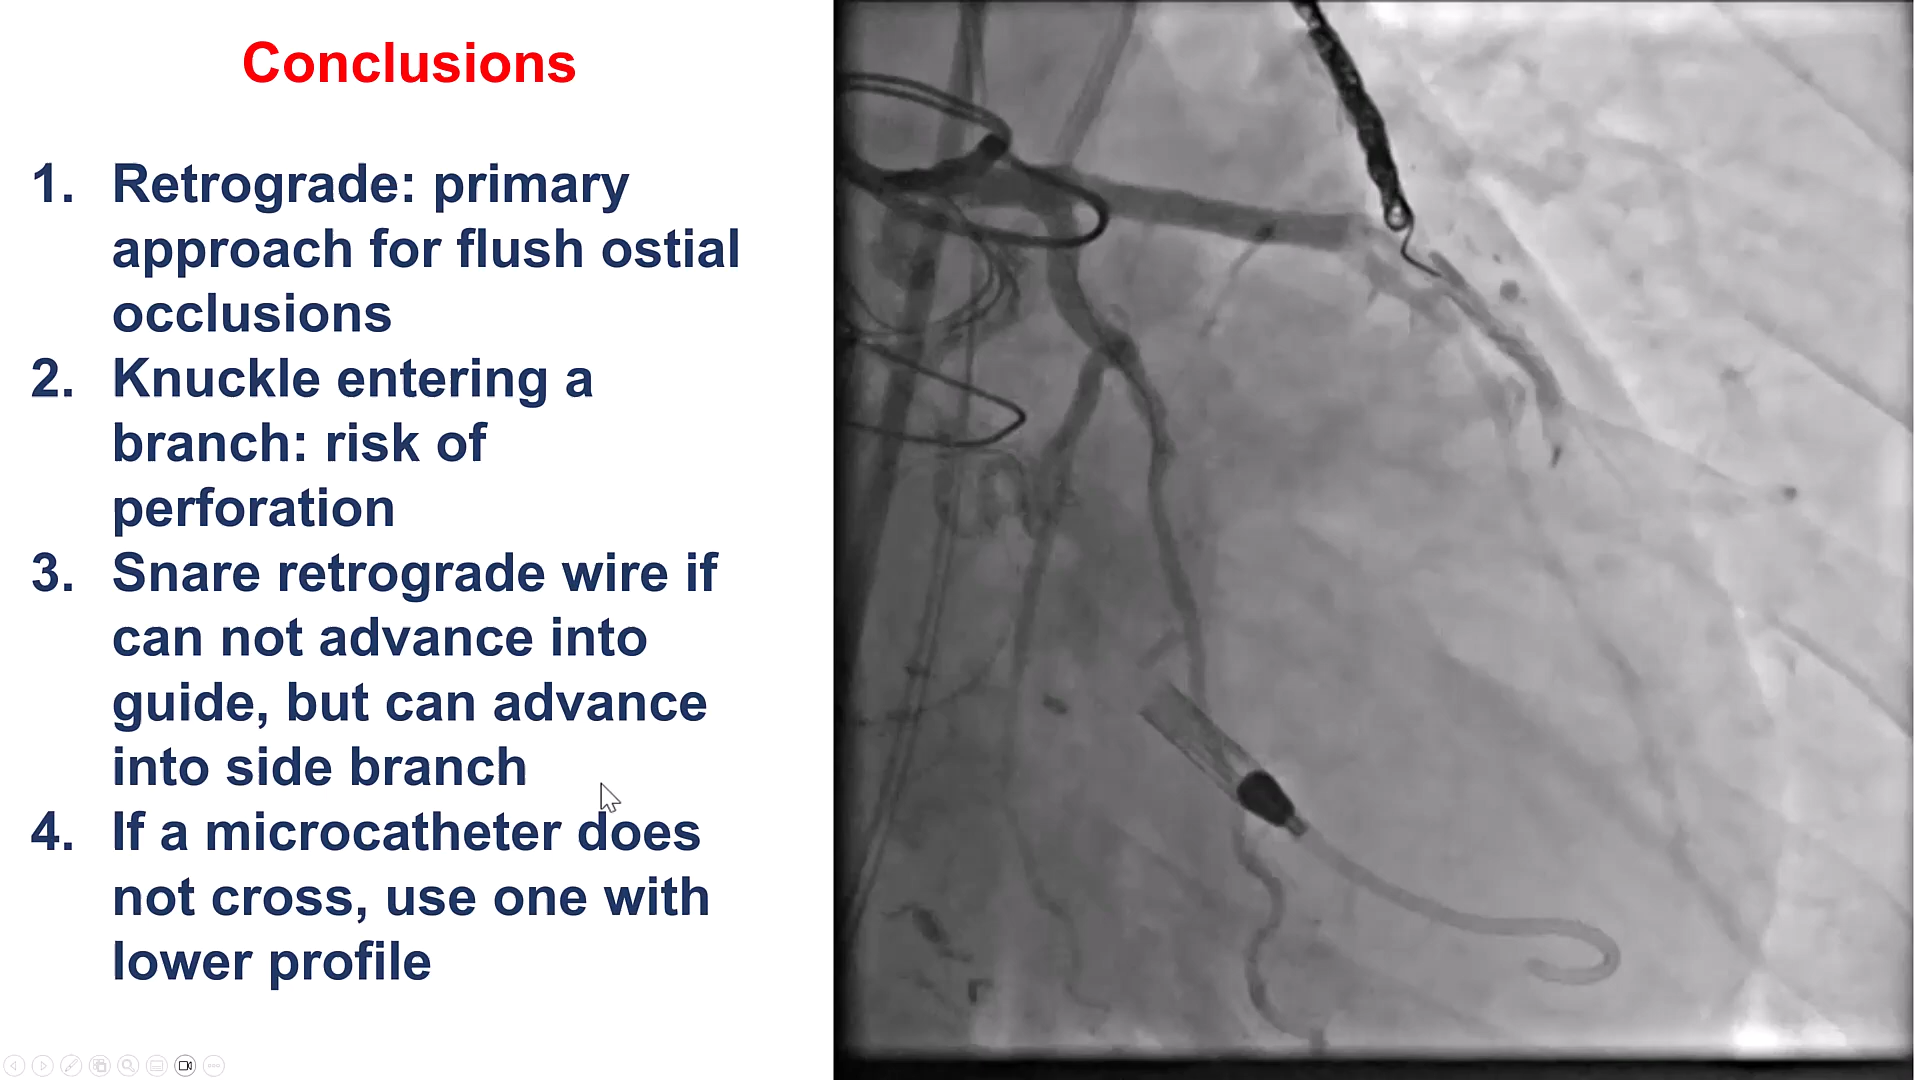 Conclusions
1. Retrograde: primary
approach for flush ostial
occlusions
2. Knuckle entering a
branch: risk of
perforation
3. Snare retrograde wire if
can not advance into
guide, but can advance
into side branch
4. If a microcatheter does
not cross, use one with
lower profile